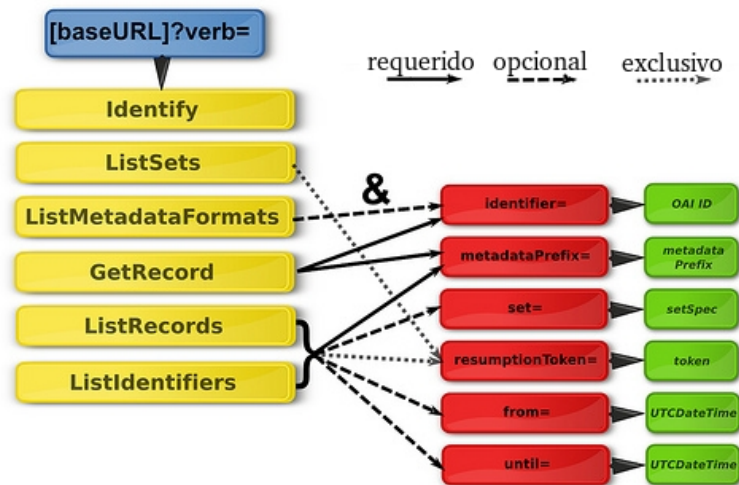 [baseURL]?verb=
requerido opcional exclusivo
Identify
ListSets
&
ListMetadataFormats
identifier=
OAI ID
GetRecord
metadataPrefix=
metadata
Prefix
ListRecords
set=
setSpec
ListIdentifiers
resumptionToken=
token
from=
UTCDateTime
until=
UTCDateTime